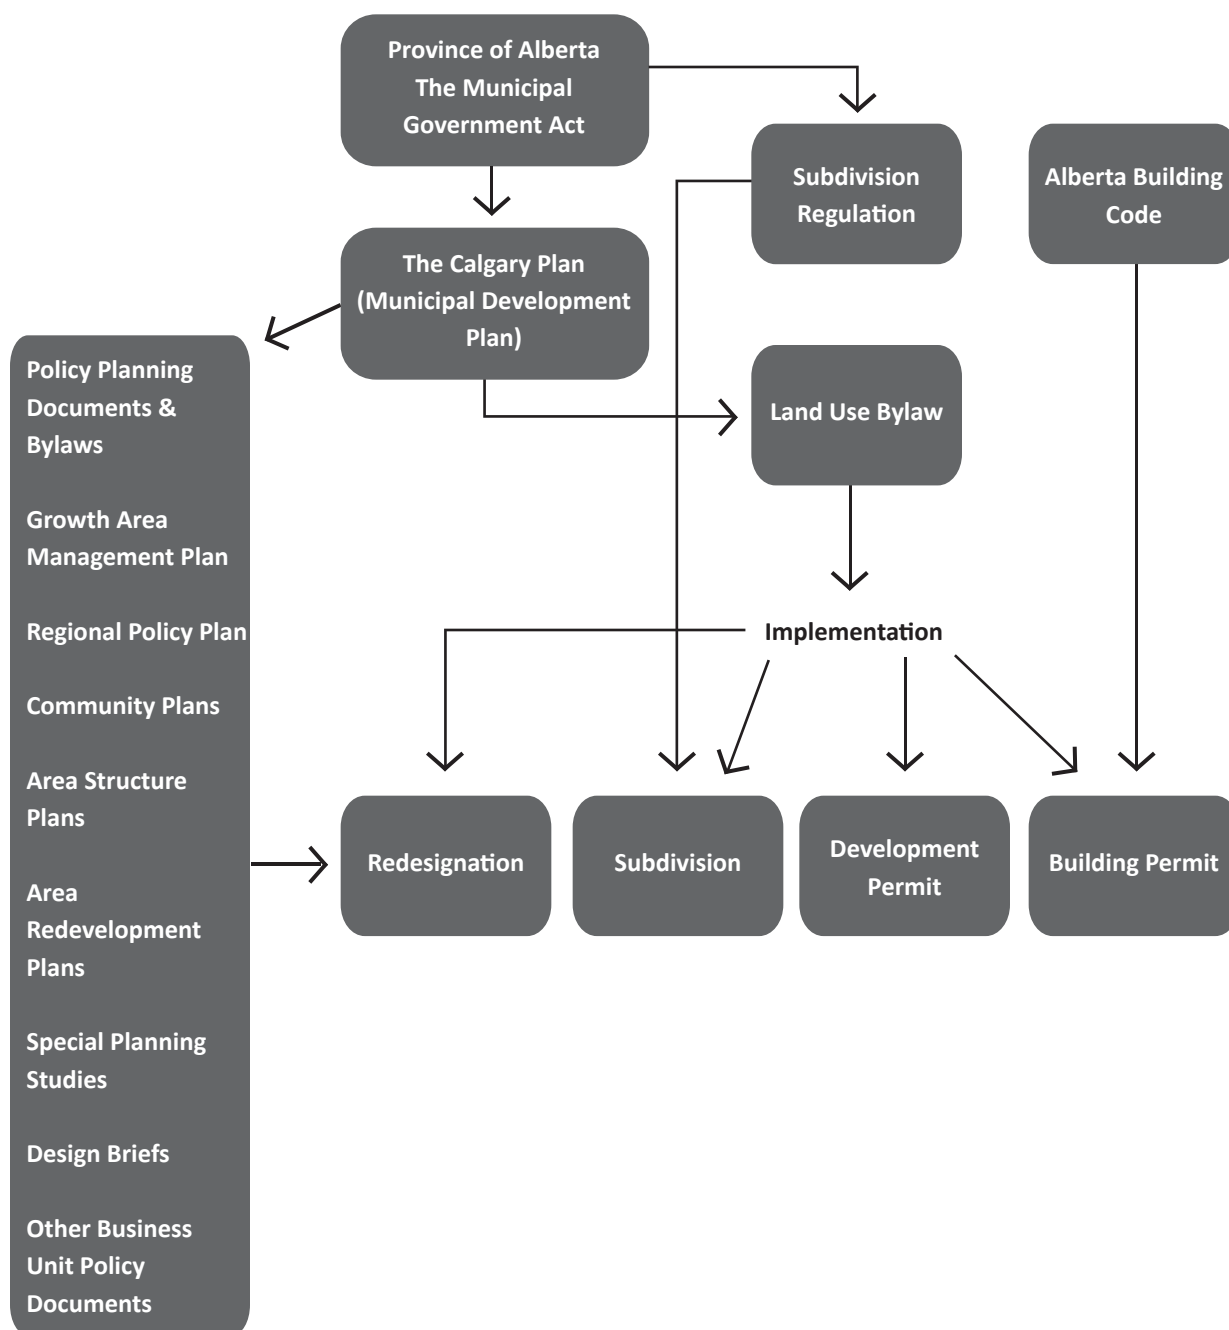 Province of Alberta
The Municipal
Government Act
Subdivision
Regulation
Alberta Building
Code
The Calgary Plan
(Municipal Development
Plan)
Policy Planning
Documents &
Bylaws
Growth Area
Management Plan
Regional Policy Plan
Community Plans
Area Structure
Plans
Area
Redevelopment
Plans
Special Planning
Studies
Design Briefs
Other Business
Unit Policy
Documents
Land Use Bylaw
Implementation
Redesignation
Subdivision
Development
Permit
Building Permit